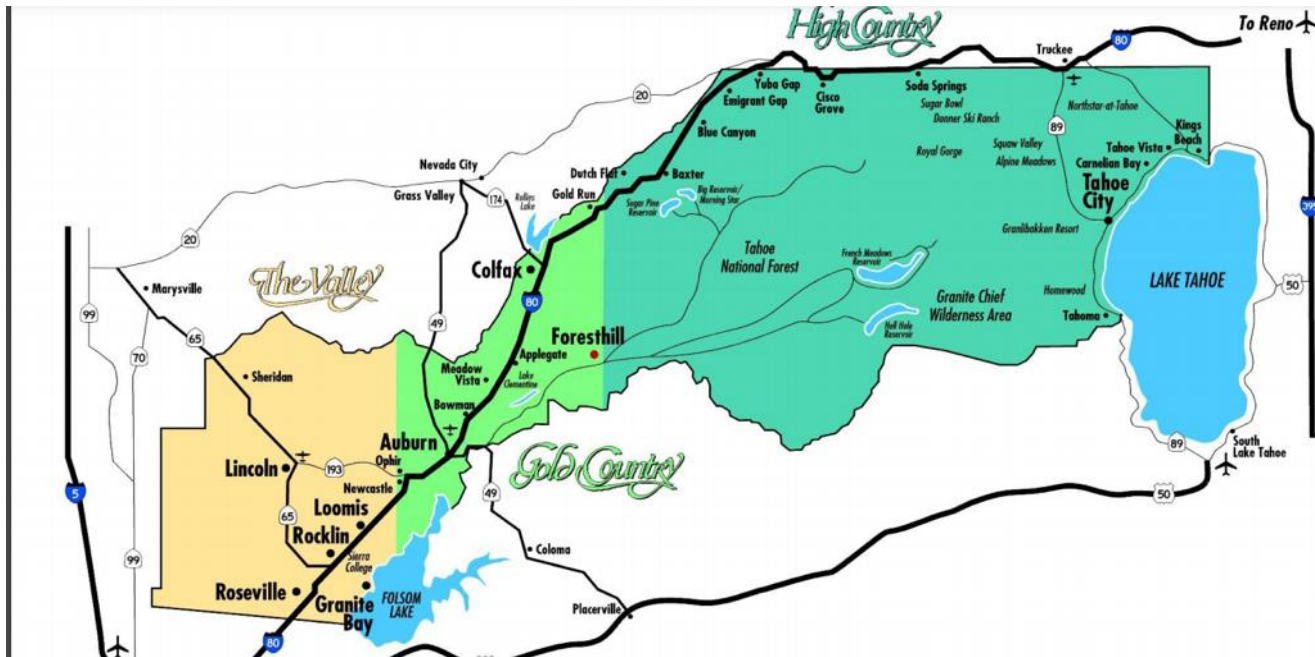 High Country
To Reno
80
Truckee
Yuba Gap
Emigrant Gap
Cisco
Grove
Soda Springs
Sugar Bowl
Donner Ski Ranch
Northstar-at-Tahoe
20
Blue Canyon
89
Kings
Beach
Royal Gorge
Squaw Valley
Alpine Meadows
Tahoe Vista
Carnelian Bay
Tahoe
City
Nevada City
Grass Valley
174
Dutch Flat
Baxter
Gold Run
Rollins
Lake
Sugar Pine
Reservoir
Big Reservoir/
Morning Star
395
20
Granlibakken Resort
Tahoe
National Forest
French Meadows
Reservoir
The Valley
Colfax
Marysville
80
LAKE TAHOE
50
Homewood
Granite Chief
Wilderness Area
Tahoma
99
65
49
Hell Hole
Reservoir
Foresthill
70
Applegate
Sheridan
Meadow
Vista
Lake
Clementine
Bowman
Auburn
Gold Country
89
South
Lake Tahoe
Lincoln
193
Ophir
Newcastle
5
49
50
65
Loomis
Rocklin
Sierra
College
Coloma
99
Roseville
Granite
Bay
FOLSOM
LAKE
Placerville
80